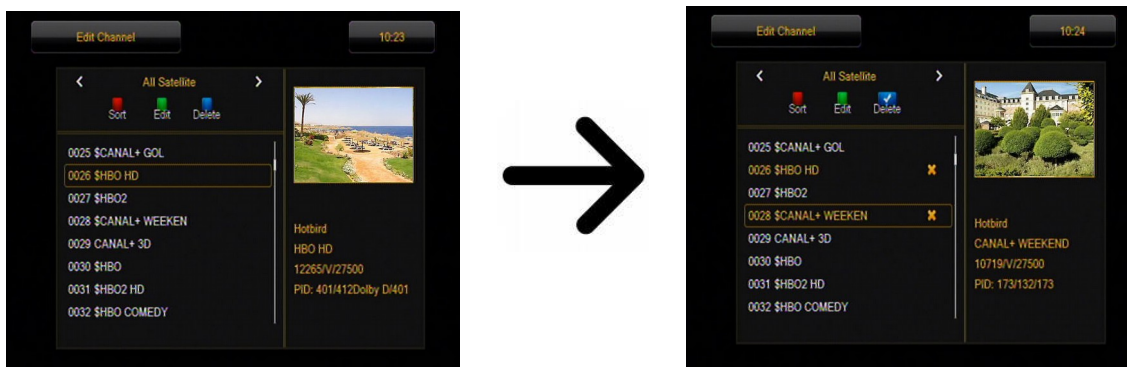 Edit Channel
10:23
All Satellite
Sort Edit Delete
0025 $CANAL+ GOL
0026 $HBO HD
0027 $HBO2
0028 $CANAL+ WEEKEN
0029 CANAL+ 3D
0030 $HBO
0031 $HBO2 HD
0032 $HBO COMEDY
Hotbird
HBO HD
12265/V/27500
PID: 401/412Dolby D/401
Edit Channel
10:24
All Satellite
Sort Edit Delete
0025 $CANAL+ GOL
0026 $HBO HD
0027 $HBO2
0028 $CANAL+ WEEKEN
0029 CANAL+ 3D
0030 $HBO
0031 $HBO2 HD
0032 $HBO COMEDY
Hotbird
CANAL+ WEEKEND
10719/V/27500
PID: 173/132/173